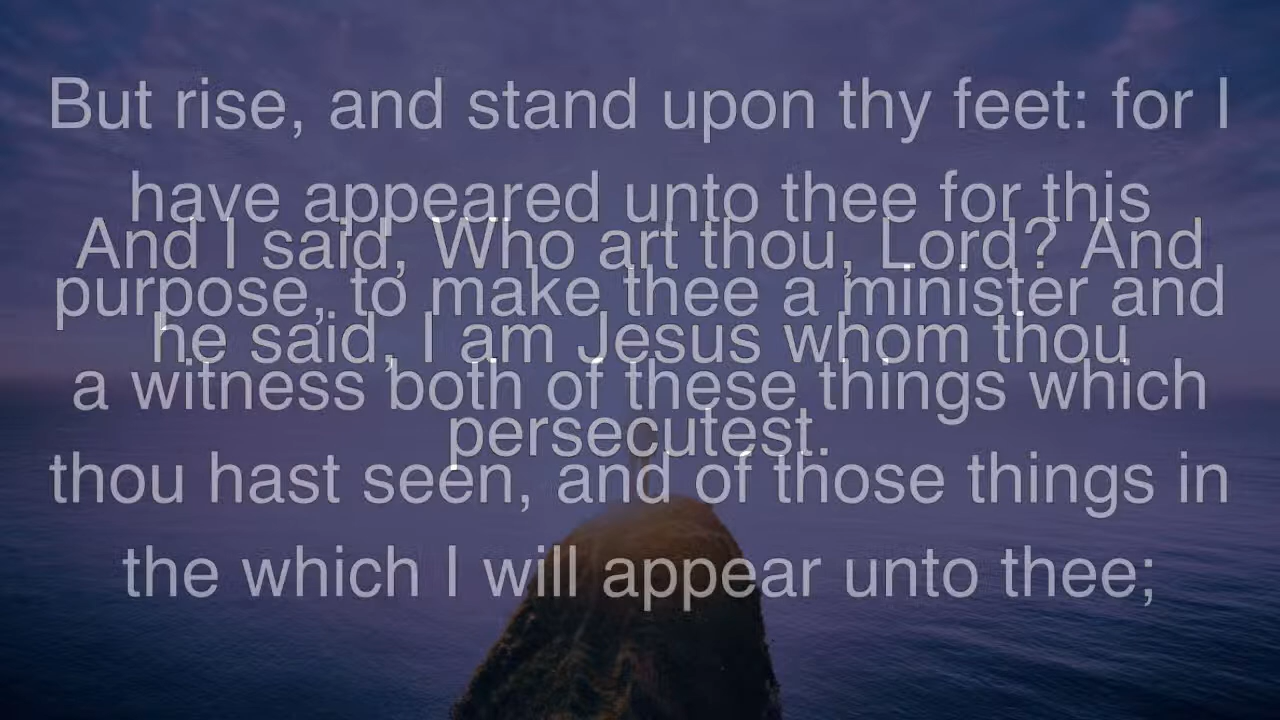 But rise, and stand upon thy feet: for I
have appeared unto thee for this
And I said, Who art thou, Lord? And
purpose, to make thee a minister and
he said, I am Jesus whom thou
a witness both of these things which
persecutest.
thou hast seen, and of those things in
the which I will appear unto thee;